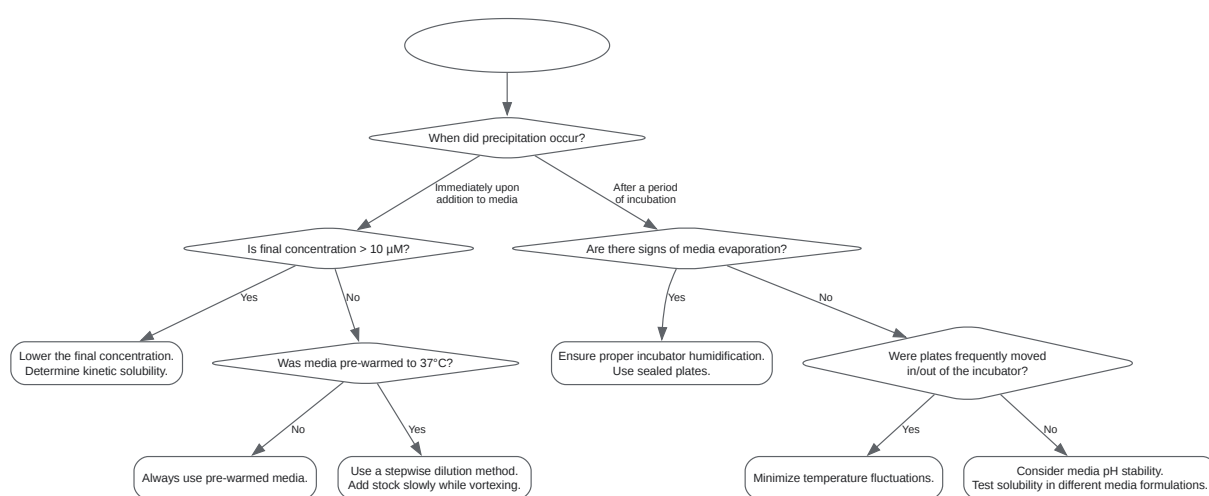 When did precipitation occur?
Immediately upon
addition to media
After a period
of incubation
Is final concentration > 10 µM?
Are there signs of media evaporation?
Yes
No
Yes
No
Lower the final concentration.
Determine kinetic solubility.
Was media pre-warmed to 37°C?
Ensure proper incubator humidification.
Use sealed plates.
Were plates frequently moved
in/out of the incubator?
No
Yes
Yes
No
Always use pre-warmed media.
Use a stepwise dilution method.
Add stock slowly while vortexing.
Minimize temperature fluctuations.
Consider media pH stability.
Test solubility in different media formulations.